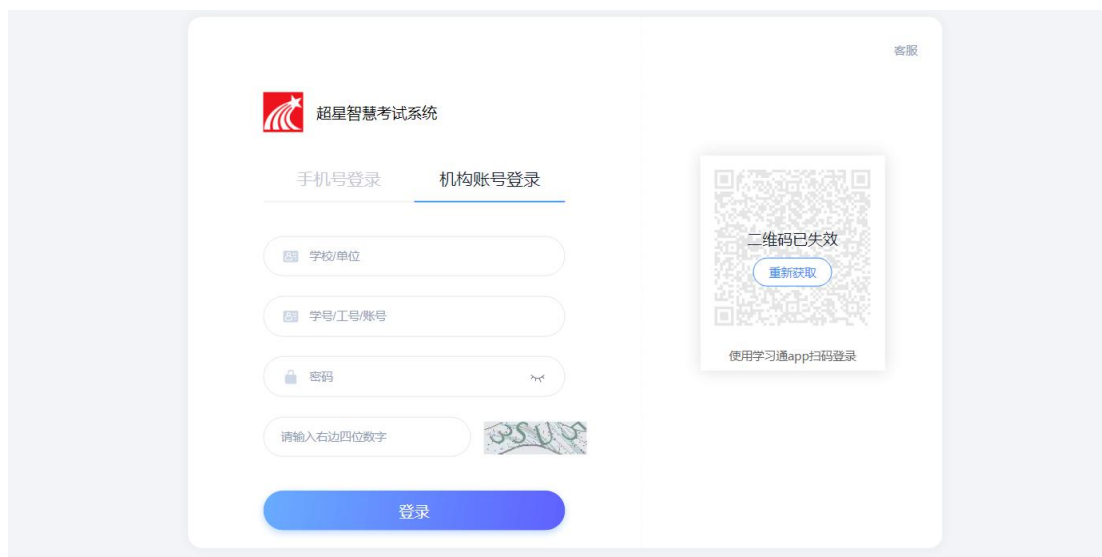 客服
超星智慧考试系统
手机号登录 机构账号登录
学校/单位
学号/工号/账号
密码
请输入右边四位数字
登录
二维码已失效
重新获取
使用学习通app扫码登录